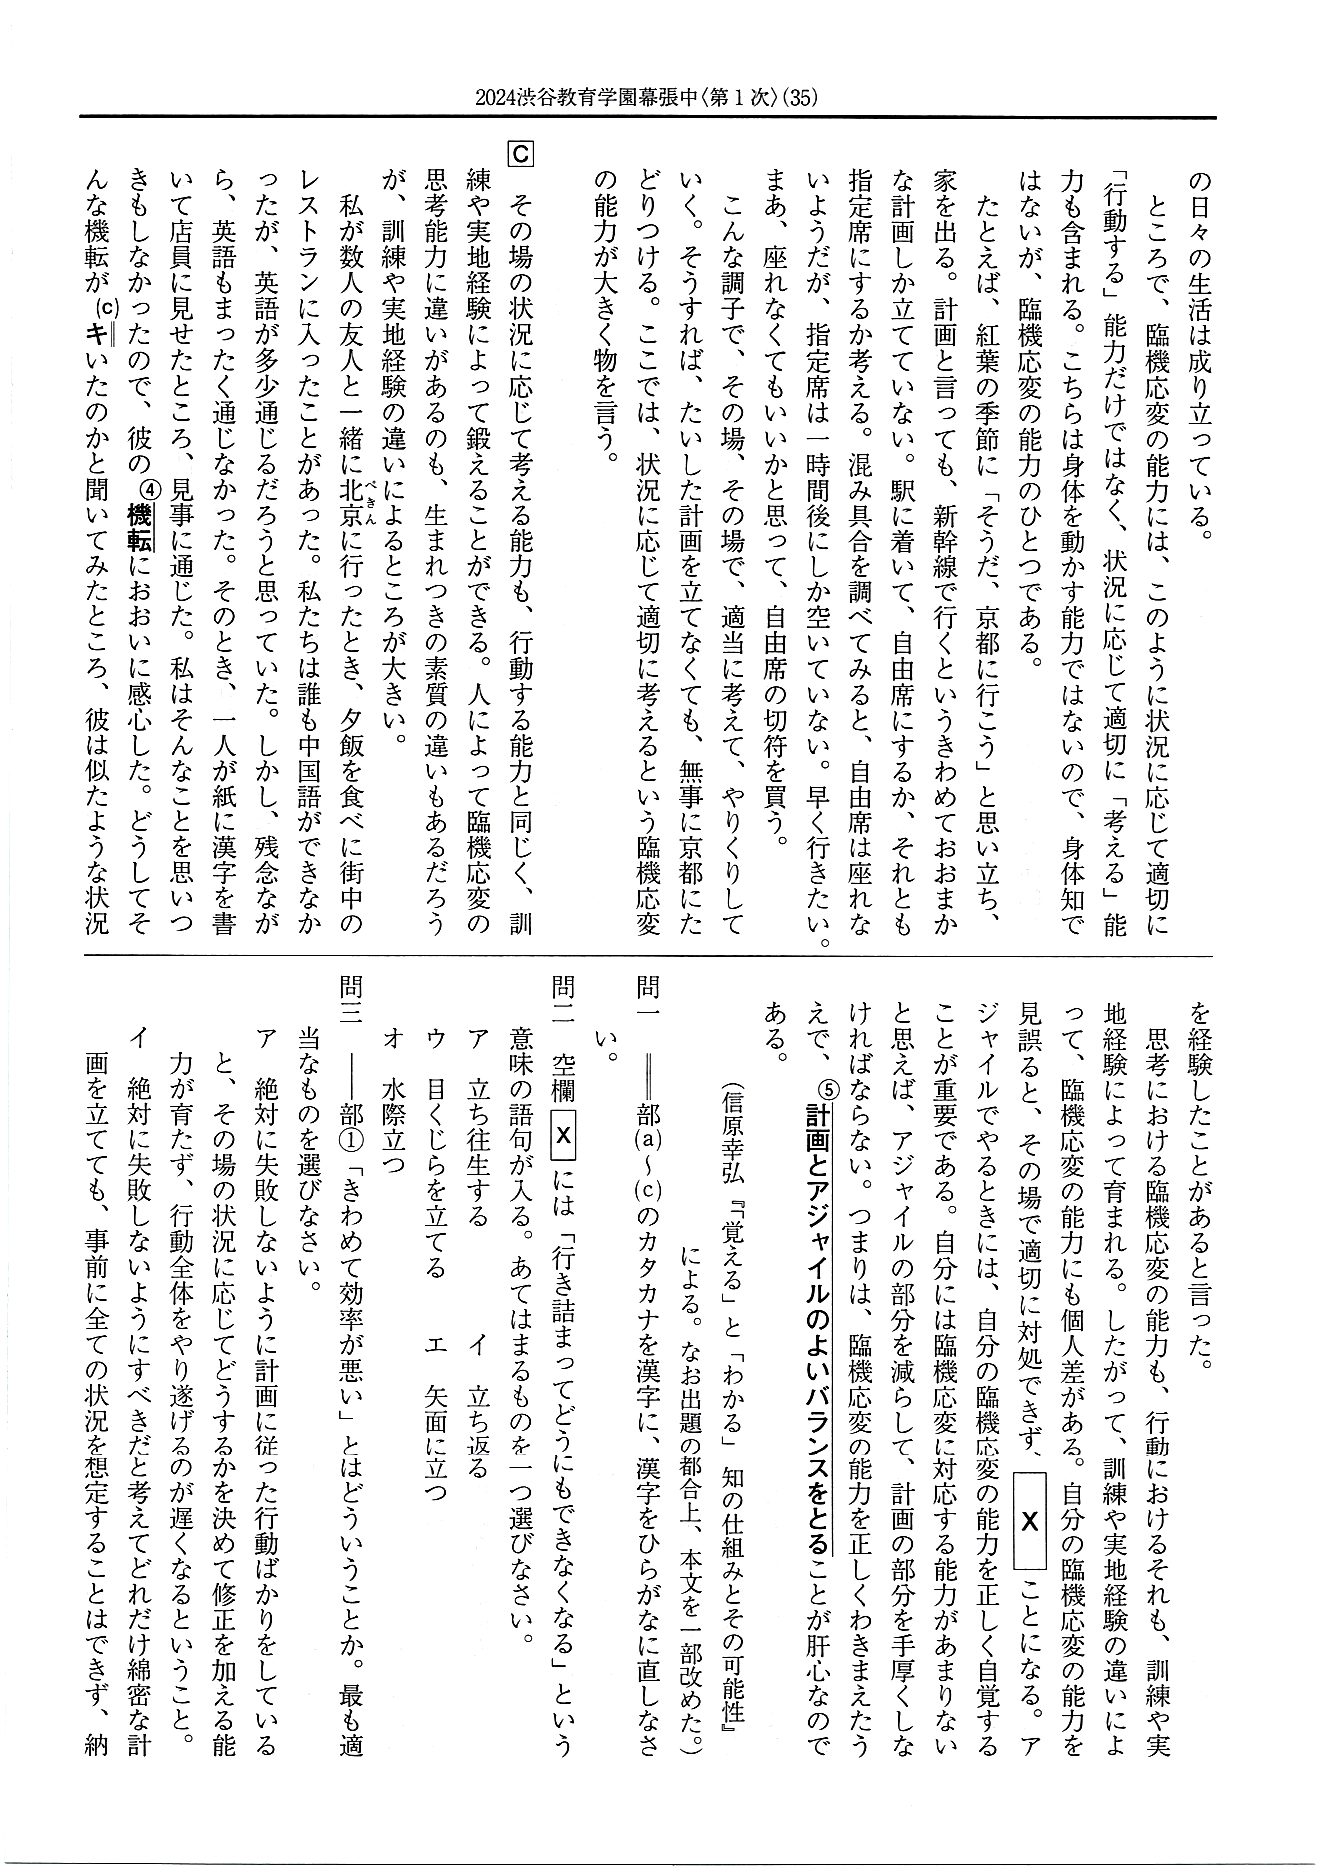 2024渋谷教育学園幕張中〈第1次〉(35)
の日々の生活は成り立っている。
ところで、臨機応変の能力には、このように状況に応じて適切に
「行動する」能力だけではなく、状況に応じて適切に「考える」能
力も含まれる。こちらは身体を動かす能力ではないので、身体知で
はないが、臨機応変の能力のひとつである。
たとえば、紅葉の季節に「そうだ、京都に行こう」と思い立ち、
家を出る。計画と言っても、新幹線で行くというきわめておおまか
な計画しか立てていない。駅に着いて、自由席にするか、それとも
指定席にするか考える。混み具合を調べてみると、自由席は座れな
いようだが、指定席は一時間後にしか空いていない。早く行きたい。
まあ、座れなくてもいいかと思って、自由席の切符を買う。
こんな調子で、その場、その場で、適当に考えて、やりくりして
いく。そうすれば、たいした計画を立てなくても、無事に京都にた
どりつける。ここでは、状況に応じて適切に考えるという臨機応変
の能力が大きく物を言う。
C その場の状況に応じて考える能力も、行動する能力と同じく、訓
練や実地経験によって鍛えることができる。人によって臨機応変の
思考能力に違いがあるのも、生まれつきの素質の違いもあるだろう
が、訓練や実地経験の違いによるところが大きい。
私が数人の友人と一緒に北京ぺきんに行ったとき、夕飯を食べに街中の
レストランに入ったことがあった。私たちは誰も中国語ができなか
ったが、英語が多少通じるだろうと思っていた。しかし、残念なが
ら、英語もまったく通じなかった。そのとき、一人が紙に漢字を書
いて店員に見せたところ、見事に通じた。私はそんなことを思いつ
きもしなかったので、彼の④機転におおいに感心した。どうしてそ
んな機転が(c)キいたのかと聞いてみたところ、彼は似たような状況
を経験したことがあると言った。
思考における臨機応変の能力も、行動におけるそれも、訓練や実
地経験によって育まれる。したがって、訓練や実地経験の違いによ
って、臨機応変の能力にも個人差がある。自分の臨機応変の能力を
見誤ると、その場で適切に対処できず、 X ことになる。ア
ジャイルでやるときには、自分の臨機応変の能力を正しく自覚する
ことが重要である。自分には臨機応変に対応する能力があまりない
と思えば、アジャイルの部分を減らして、計画の部分を手厚くしな
ければならない。つまりは、臨機応変の能力を正しくわきまえたう
えで、⑤計画とアジャイルのよいバランスをとることが肝心なので
ある。
（信原幸弘『「覚える」と「わかる」 知の仕組みとその可能性』
による。なお出題の都合上、本文を一部改めた。）
問一 ＝＝部(a)～(c)のカタカナを漢字に、漢字をひらがなに直しなさ
い。
問二 空欄 X には「行き詰まってどうにもできなくなる」という
意味の語句が入る。あてはまるものを一つ選びなさい。
ア 立ち往生する イ 立ち返る
ウ 目くじらを立てる エ 矢面に立つ
オ 水際立つ
問三 ――部①「きわめて効率が悪い」とはどういうことか。最も適
当なものを選びなさい。
ア 絶対に失敗しないように計画に従った行動ばかりをしている
と、その場の状況に応じてどうするかを決めて修正を加える能
力が育たず、行動全体をやり遂げるのが遅くなるということ。
イ 絶対に失敗しないようにすべきだと考えてどれだけ綿密な計
画を立てても、事前に全ての状況を想定することはできず、納